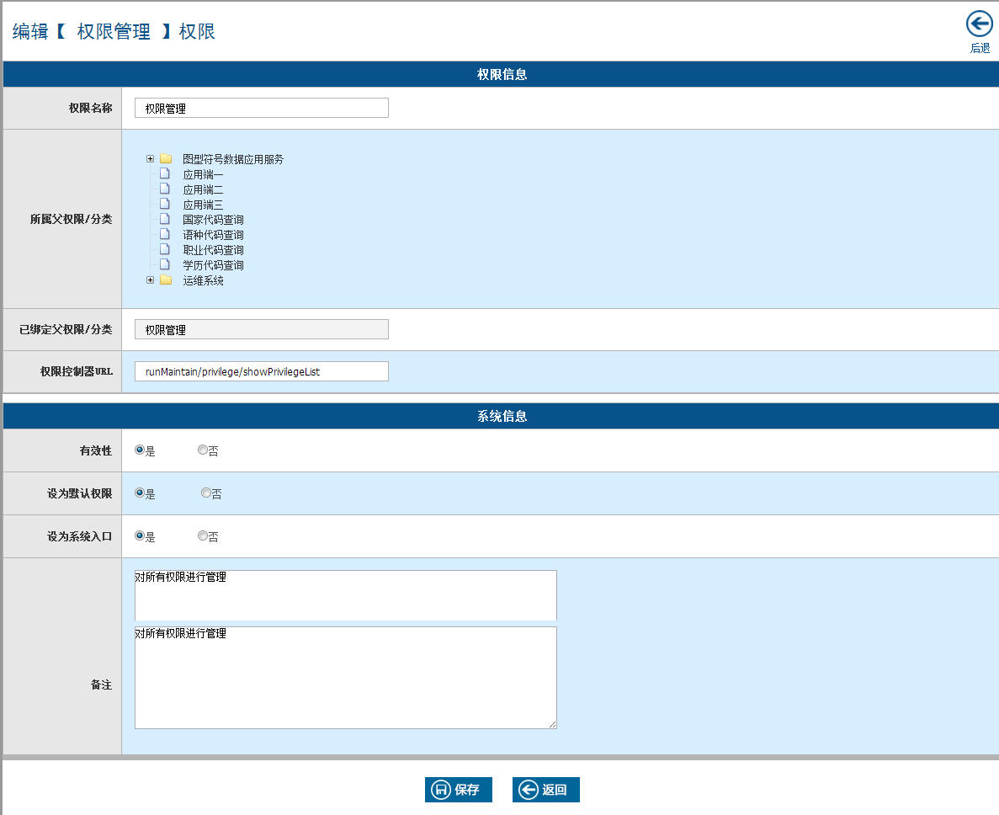 编辑【 权限管理 】权限
后退
权限信息
权限名称 权限管理
所属父权限/分类
图型符号数据应用服务
应用端一
应用端二
应用端三
国家代码查询
语种代码查询
职业代码查询
学历代码查询
运维系统
已绑定父权限/分类 权限管理
权限控制器URL runMaintain/privilege/showPrivilegeList
系统信息
有效性 是 否
设为默认权限 是 否
设为系统入口 是 否
备注
对所有权限进行管理
对所有权限进行管理
保存 返回